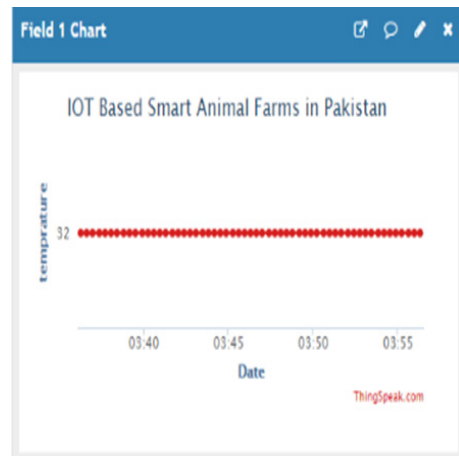 Field 1 Chart
IOT Based Smart Animal Farms in Pakistan
temprature
32
03:40 03:45 03:50 03:55
Date
ThingSpeak.com